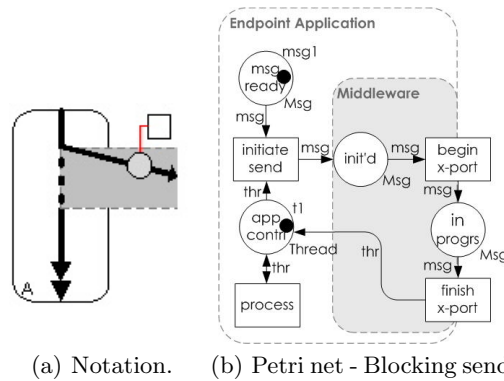 A
(a) Notation.
Endpoint Application
msg1
msg
ready
Msg
msg
Middleware
initiate
send
msg
init'd
Msg
msg
begin
x-port
msg
in
progrs
Msg
msg
finish
x-port
thr
thr
app
contrl
t1
Thread
thr
process
(b) Petri net - Blocking send